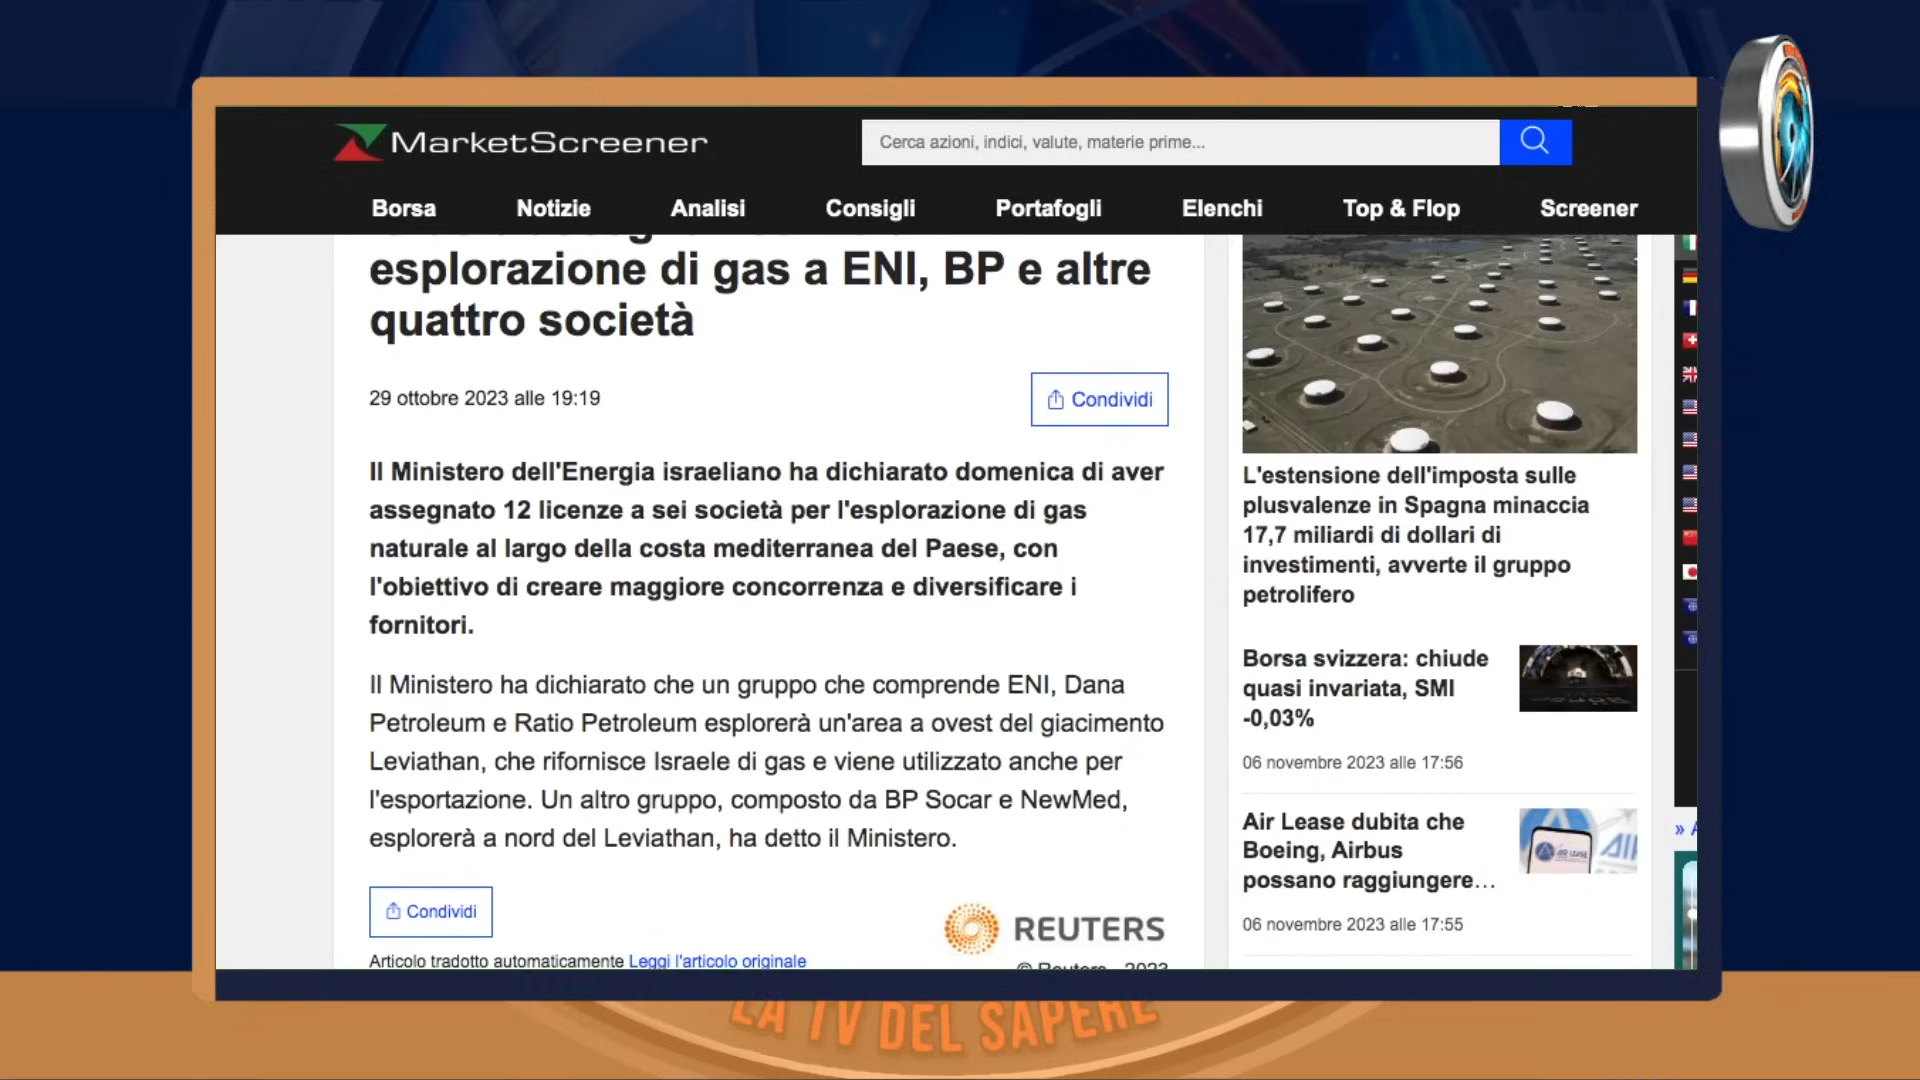 MarketScreener
Cerca azioni, indici, valute, materie prime...
Borsa
Notizie
Analisi
Consigli
Portafogli
Elenchi
Top & Flop
Screener
esplorazione di gas a ENI, BP e altre
quattro società
29 ottobre 2023 alle 19:19
Condividi
Il Ministero dell'Energia israeliano ha dichiarato domenica di aver
assegnato 12 licenze a sei società per l'esplorazione di gas
naturale al largo della costa mediterranea del Paese, con
l'obiettivo di creare maggiore concorrenza e diversificare i
fornitori.
Il Ministero ha dichiarato che un gruppo che comprende ENI, Dana
Petroleum e Ratio Petroleum esplorerà un'area a ovest del giacimento
Leviathan, che rifornisce Israele di gas e viene utilizzato anche per
l'esportazione. Un altro gruppo, composto da BP Socar e NewMed,
esplorerà a nord del Leviathan, ha detto il Ministero.
Condividi
REUTERS
© Reuters - 2023
Articolo tradotto automaticamente Leggi l'articolo originale
L'estensione dell'imposta sulle
plusvalenze in Spagna minaccia
17,7 miliardi di dollari di
investimenti, avverte il gruppo
petrolifero
Borsa svizzera: chiude
quasi invariata, SMI
-0,03%
06 novembre 2023 alle 17:56
Air Lease dubita che
Boeing, Airbus
possano raggiungere...
06 novembre 2023 alle 17:55
AIR LEASE
LA TV DEL SAPERE